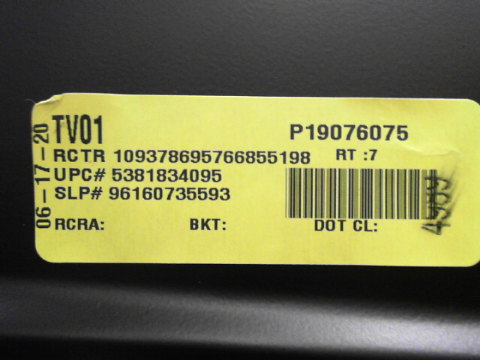 06-17-20
TV01 P19076075
RCTR 109378695766855198 RT :7
UPC# 5381834095
SLP# 96160735593
RCRA: BKT: DOT CL: